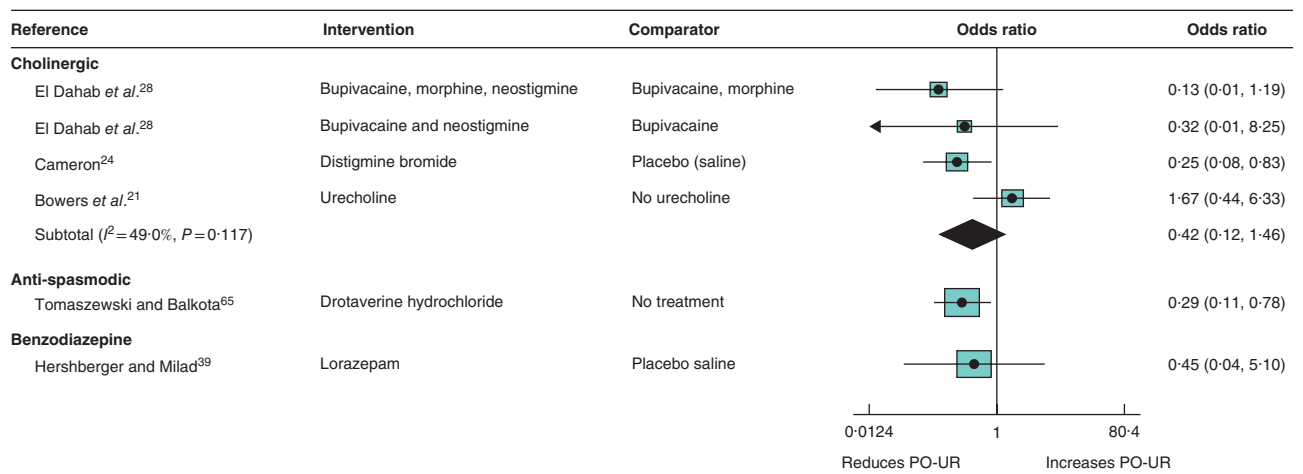 Reference Intervention Comparator Odds ratio Odds ratio
Cholinergic
El Dahab et al.28 Bupivacaine, morphine, neostigmine Bupivacaine, morphine 0·13 (0·01, 1·19)
El Dahab et al.28 Bupivacaine and neostigmine Bupivacaine 0·32 (0·01, 8·25)
Cameron24 Distigmine bromide Placebo (saline) 0·25 (0·08, 0·83)
Bowers et al.21 Urecholine No urecholine 1·67 (0·44, 6·33)
Subtotal (I2 = 49·0%, P = 0·117) 0·42 (0·12, 1·46)
Anti-spasmodic
Tomaszewski and Balkota65 Drotaverine hydrochloride No treatment 0·29 (0·11, 0·78)
Benzodiazepine
Hershberger and Milad39 Lorazepam Placebo saline 0·45 (0·04, 5·10)
0·0124 1 80·4
Reduces PO-UR Increases PO-UR